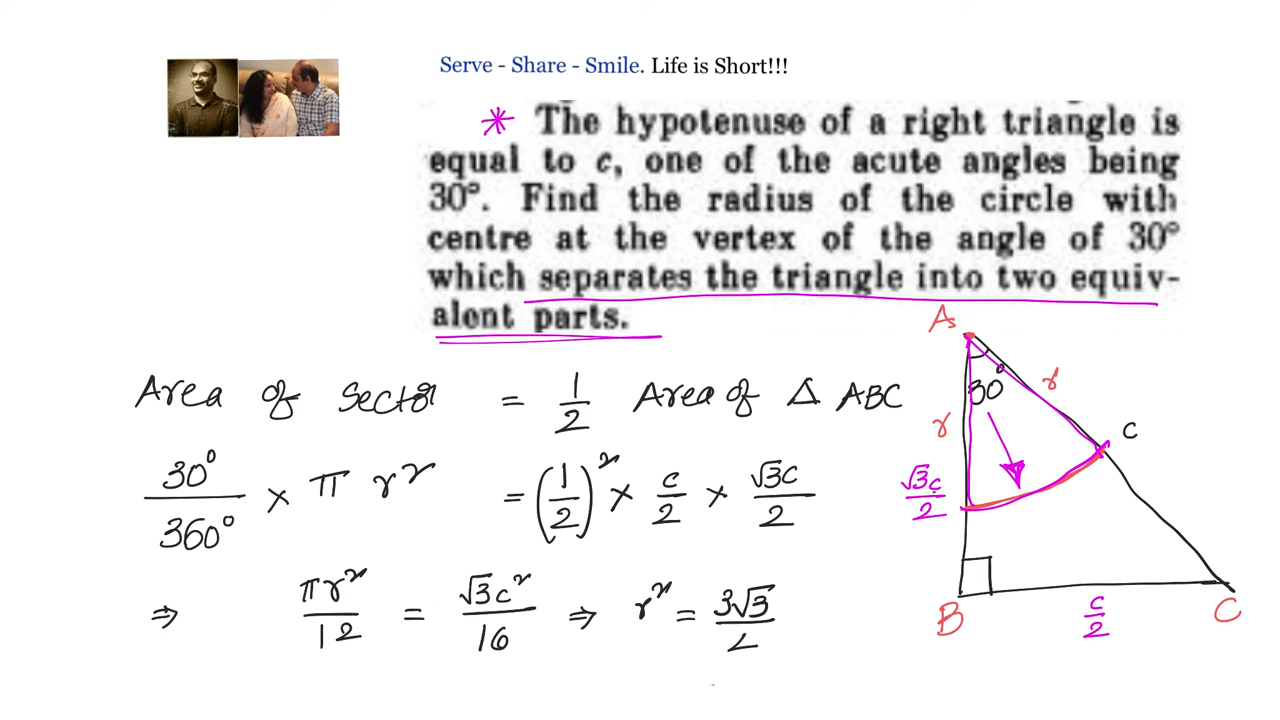 Serve - Share - Smile. Life is Short!!!
* The hypotenuse of a right triangle is
equal to c, one of the acute angles being
30°. Find the radius of the circle with
centre at the vertex of the angle of 30°
which separates the triangle into two equiv-
alent parts.
Area of Sector = 1/2 Area of Δ ABC
30°/360° × π r² = (1/2)² × c/2 × √3c/2
⇒ πr²/12 = √3c²/16 ⇒ r² = 3√3/4
A
30°
r
r
c
√3c/2
B
c/2
C